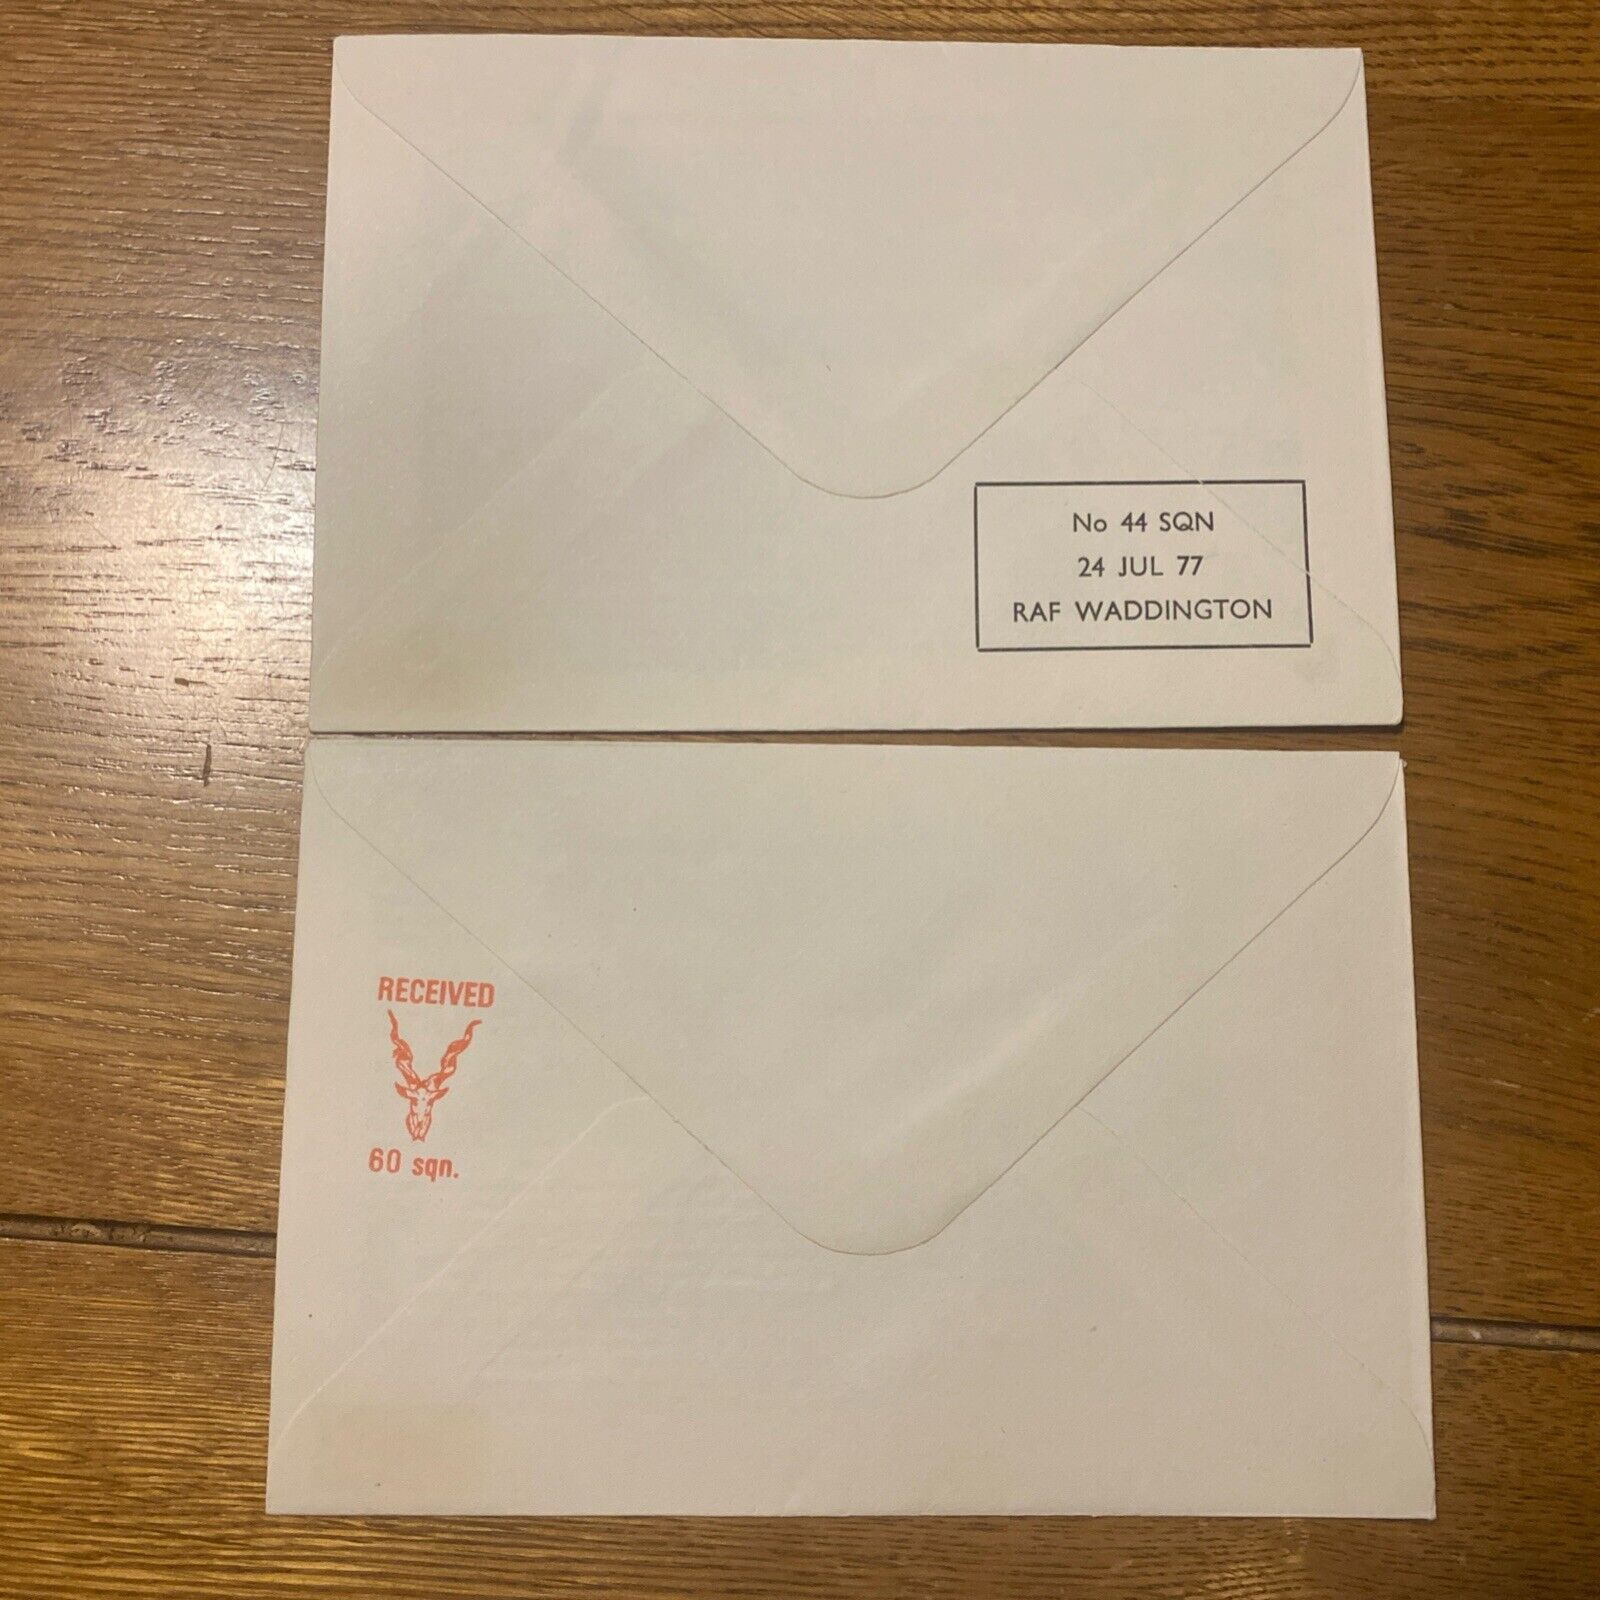 No 44 SQN
24 JUL 77
RAF WADDINGTON
RECEIVED
60 sqn.